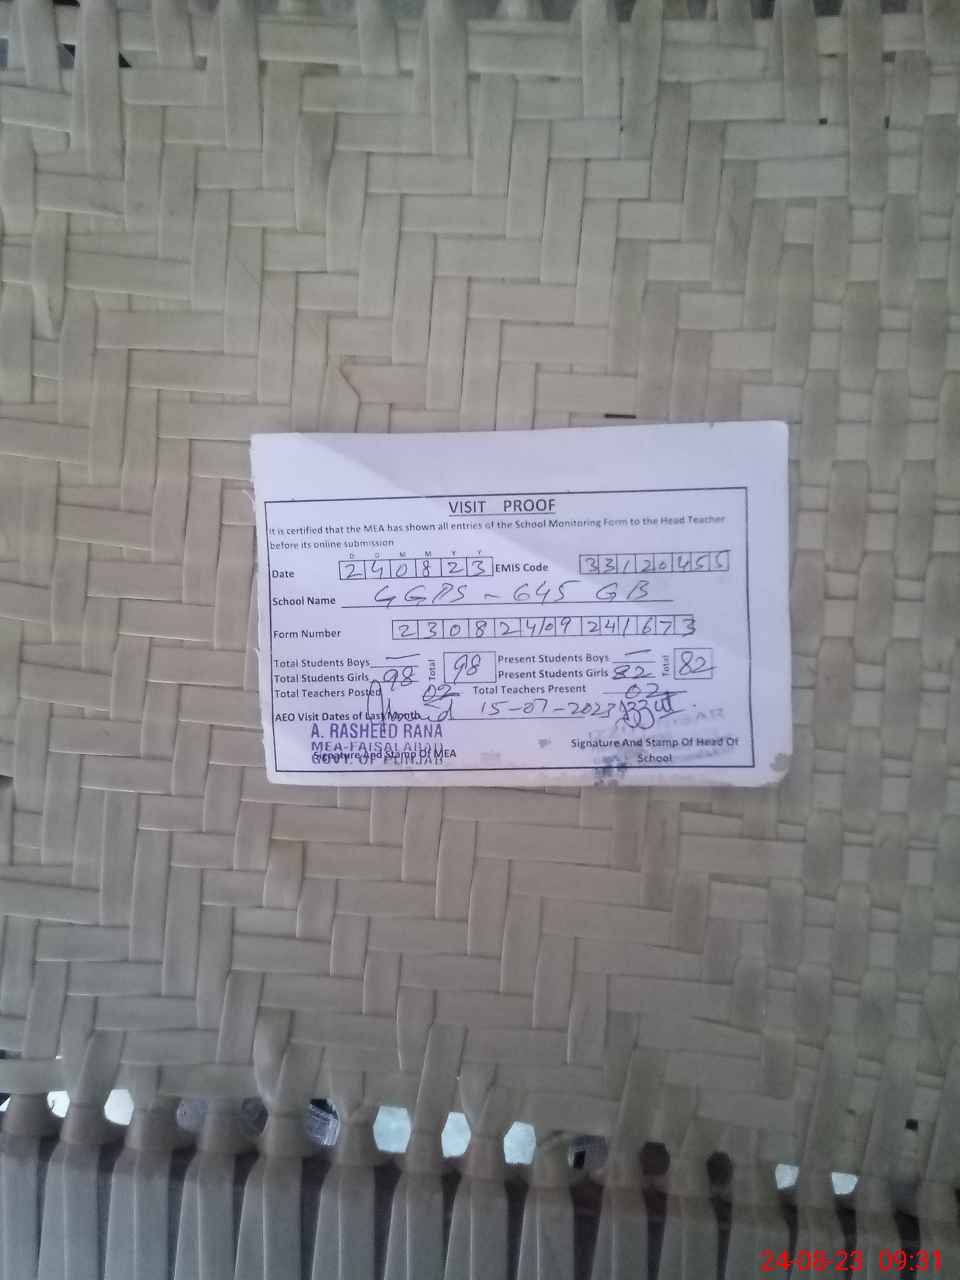 VISIT PROOF
It is certified that the MEA has shown all entries of the School Monitoring Form to the Head Teacher
before its online submission
D D M M Y Y
Date 240823 EMIS Code 33120455
School Name GGPS - 645 GB
Form Number 23082409241673
Total Students Boys — Total 98 Present Students Boys — Total 82
Total Students Girls 98 Present Students Girls 82
Total Teachers Posted 02 Total Teachers Present 02
AEO Visit Dates of Last Month 15-07-2023
A. RASHEED RANA
MEA-FAISALABAD
GOVT. OF PUNJAB
Signature And Stamp Of MEA
Signature And Stamp Of Head Of
School
24-08-23 09:31